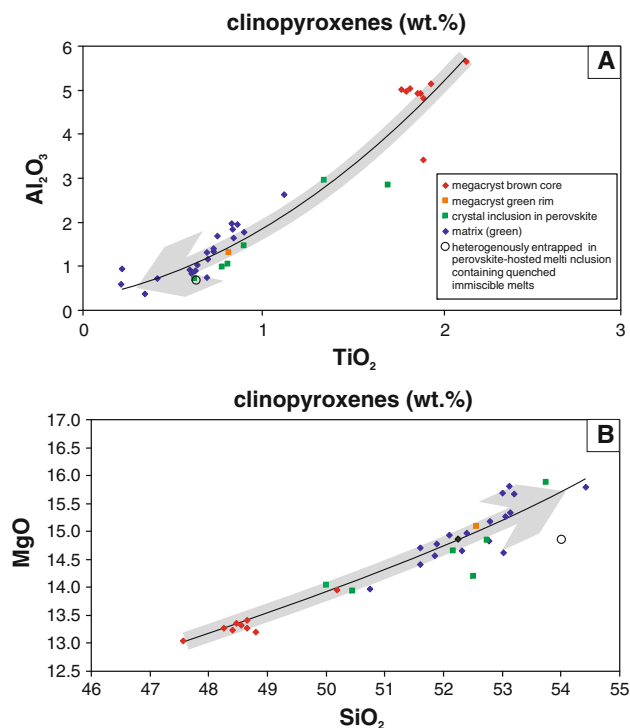 clinopyroxenes (wt.%)
A
6
5
4
3
2
1
0
Al₂O₃
megacryst brown core
megacryst green rim
crystal inclusion in perovskite
matrix (green)
heterogenously entrapped in
perovskite-hosted melti nclusion
containing quenched
immiscible melts
0 1 2 3
TiO₂
clinopyroxenes (wt.%)
B
17.0
16.5
16.0
15.5
15.0
14.5
14.0
13.5
13.0
12.5
MgO
46 47 48 49 50 51 52 53 54 55
SiO₂